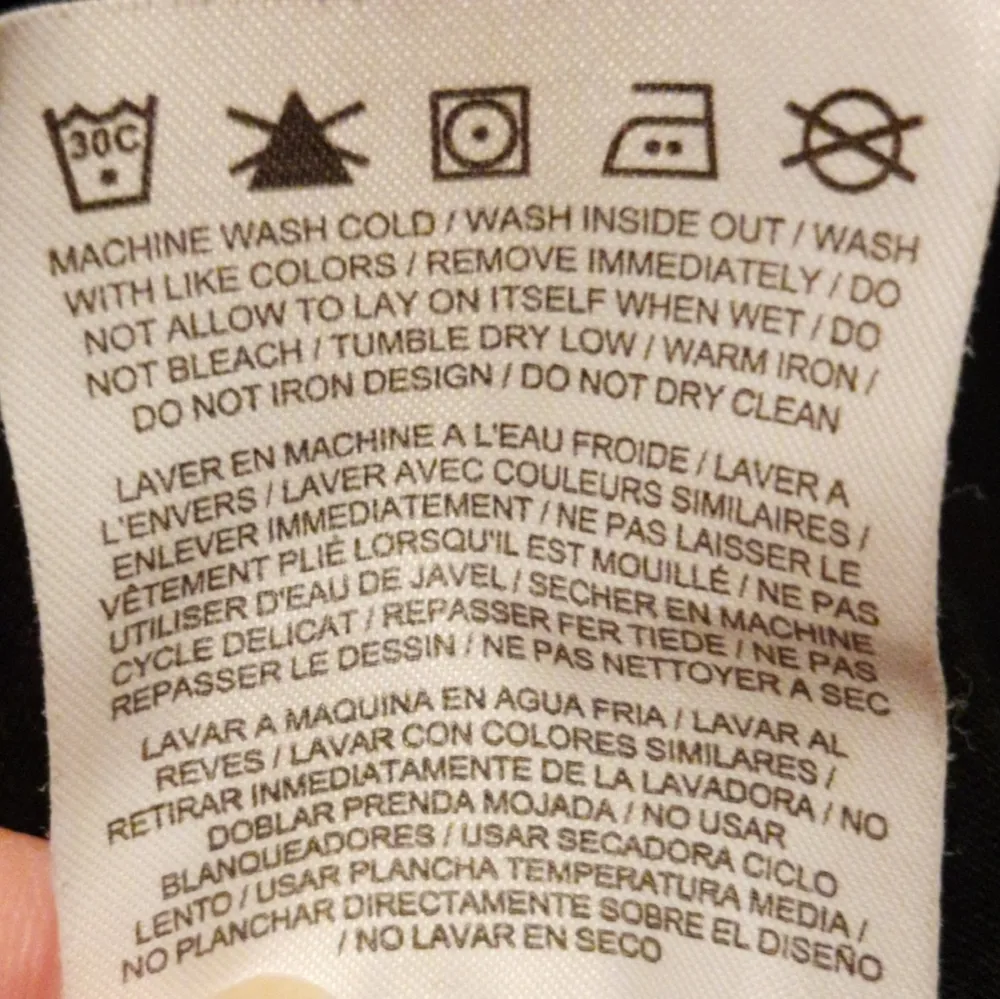 30C
MACHINE WASH COLD / WASH INSIDE OUT / WASH
WITH LIKE COLORS / REMOVE IMMEDIATELY / DO
NOT ALLOW TO LAY ON ITSELF WHEN WET / DO
NOT BLEACH / TUMBLE DRY LOW / WARM IRON /
DO NOT IRON DESIGN / DO NOT DRY CLEAN
LAVER EN MACHINE A L'EAU FROIDE / LAVER A
L'ENVERS / LAVER AVEC COULEURS SIMILAIRES /
ENLEVER IMMEDIATEMENT / NE PAS LAISSER LE
VÊTEMENT PLIÉ LORSQU'IL EST MOUILLÉ / NE PAS
UTILISER D'EAU DE JAVEL / SECHER EN MACHINE
CYCLE DELICAT / REPASSER FER TIEDE / NE PAS
REPASSER LE DESSIN / NE PAS NETTOYER A SEC
LAVAR A MAQUINA EN AGUA FRIA / LAVAR AL
REVES / LAVAR CON COLORES SIMILARES /
RETIRAR INMEDIATAMENTE DE LA LAVADORA / NO
DOBLAR PRENDA MOJADA / NO USAR
BLANQUEADORES / USAR SECADORA CICLO
LENTO / USAR PLANCHA TEMPERATURA MEDIA /
NO PLANCHAR DIRECTAMENTE SOBRE EL DISEÑO
/ NO LAVAR EN SECO